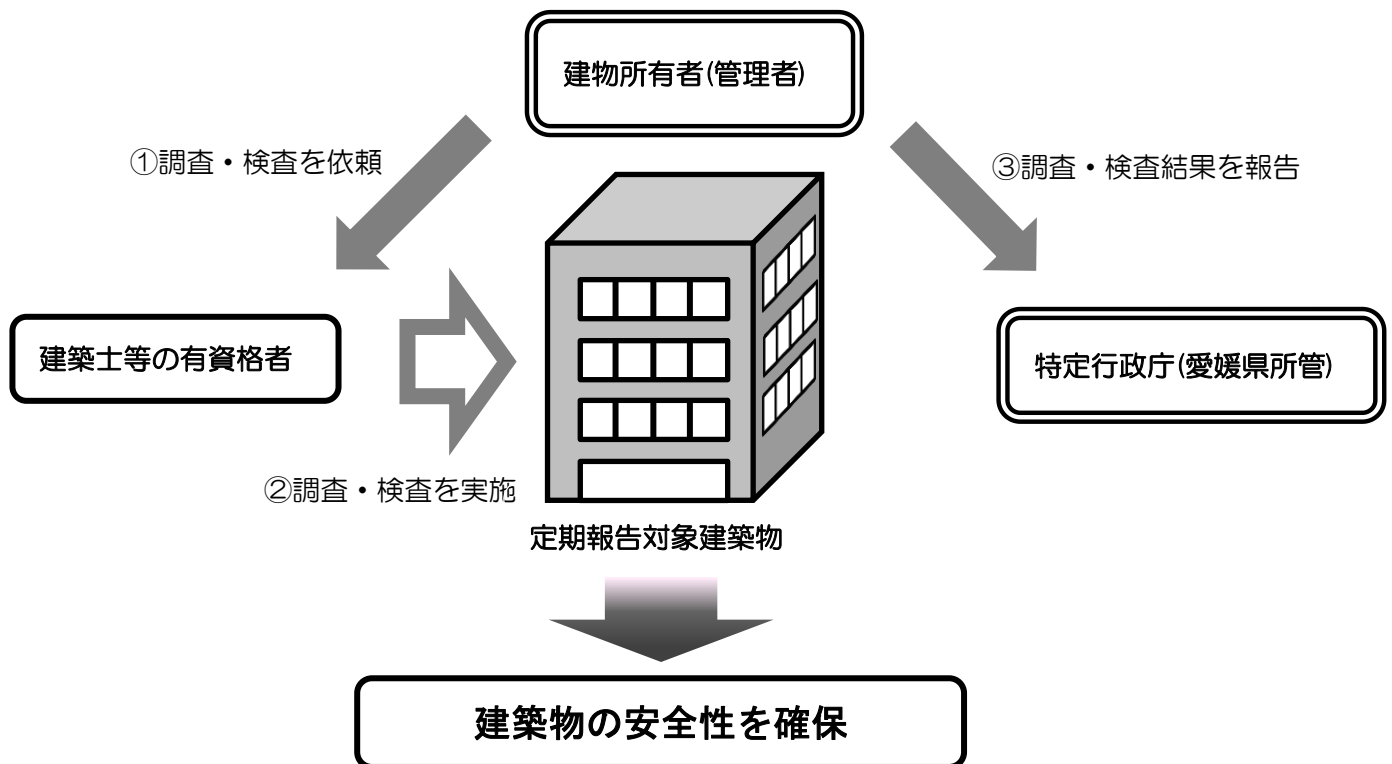 建物所有者(管理者)
①調査・検査を依頼
③調査・検査結果を報告
建築士等の有資格者
特定行政庁(愛媛県所管)
②調査・検査を実施
定期報告対象建築物
建築物の安全性を確保